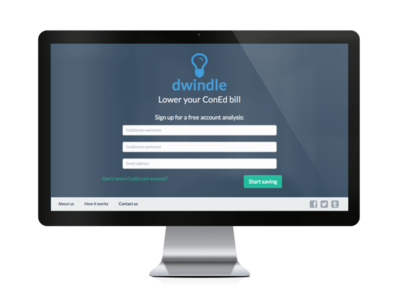 dwindle
Lower your ConEd bill
Sign up for a free account analysis:
ConEdison username
ConEdison password
Email address
Don't have a ConEdison account?
Start saving
About us
How it works
Contact us